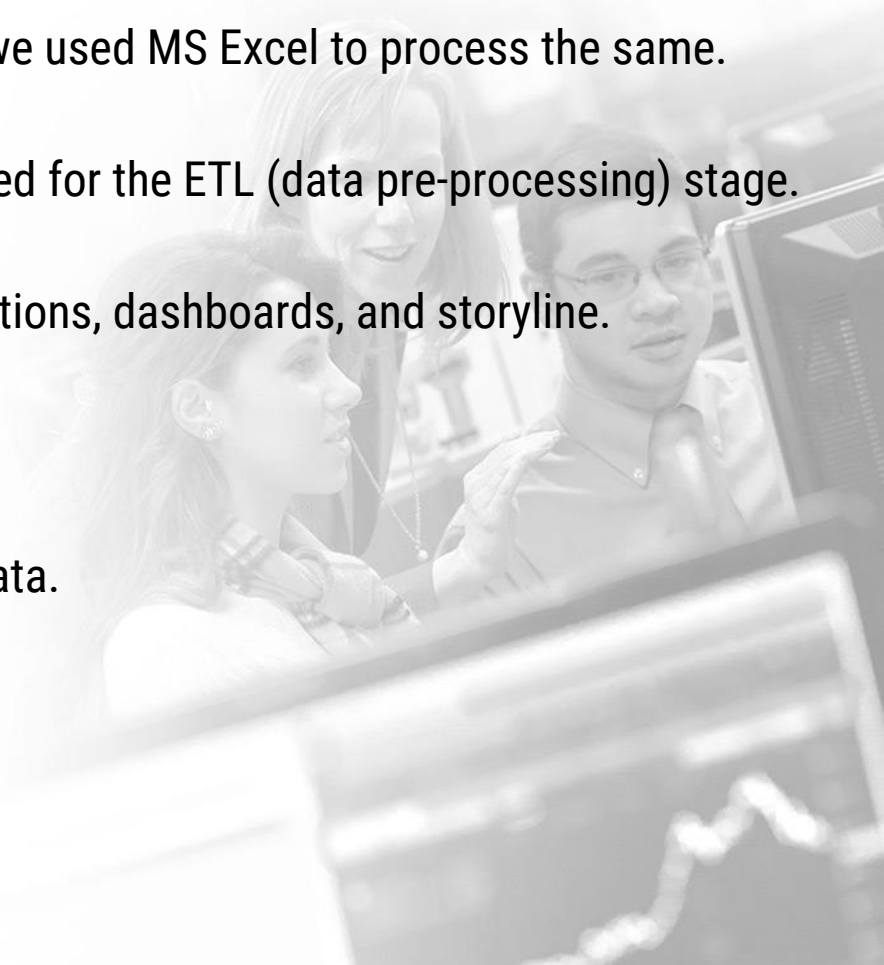 ve used MS Excel to process the same.
ed for the ETL (data pre-processing) stage.
tions, dashboards, and storyline.
ata.